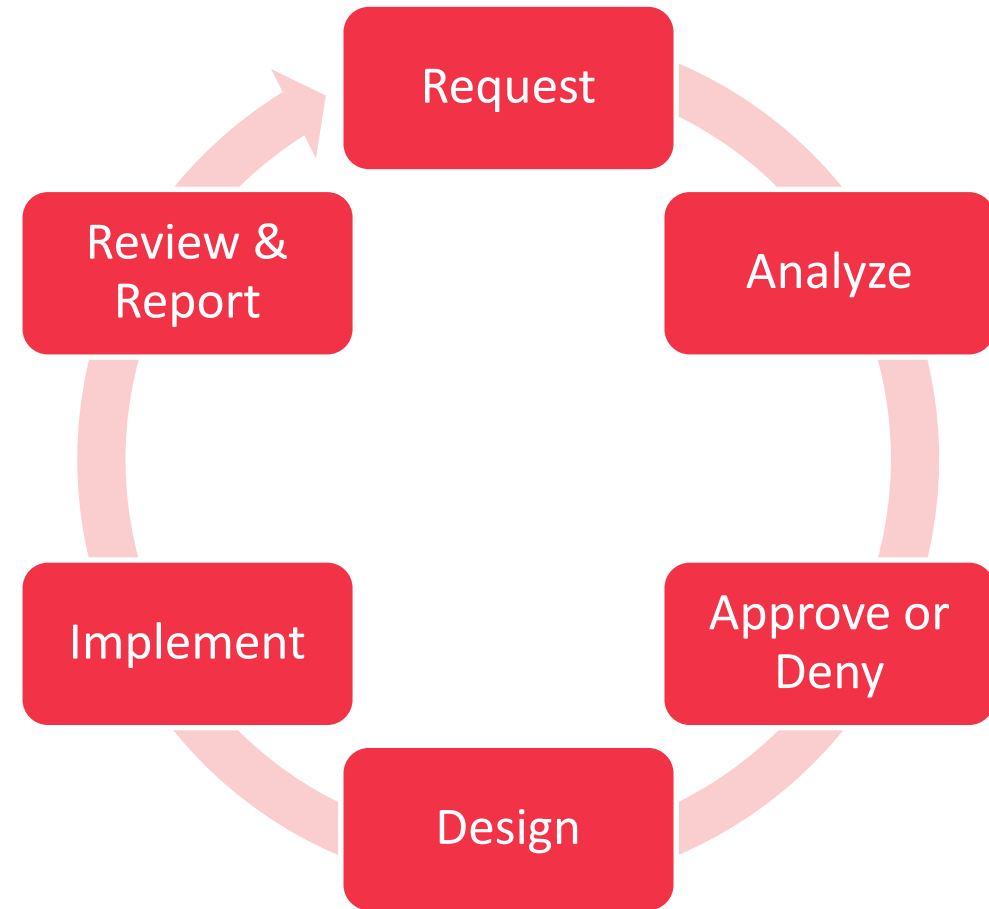 Request
Analyze
Approve or
Deny
Design
Implement
Review &
Report